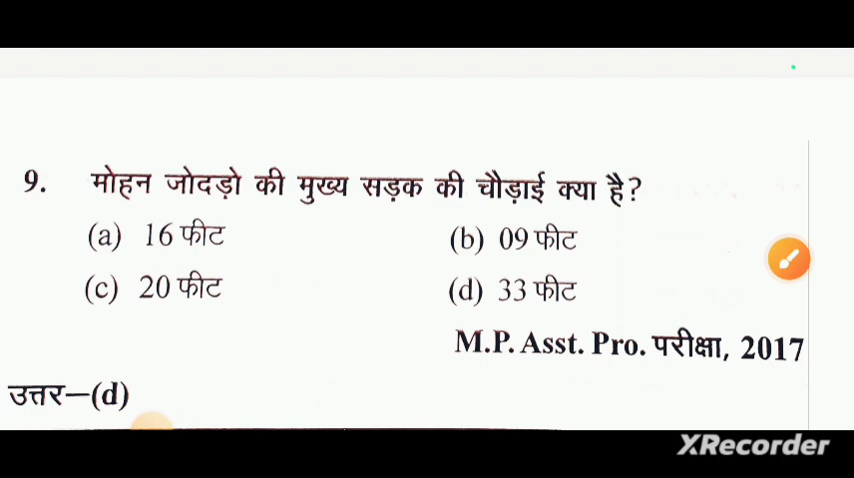 9. मोहन जोदड़ो की मुख्य सड़क की चौड़ाई क्या है?
(a) 16 फीट (b) 09 फीट
(c) 20 फीट (d) 33 फीट
M.P. Asst. Pro. परीक्षा, 2017
उत्तर–(d)
XRecorder